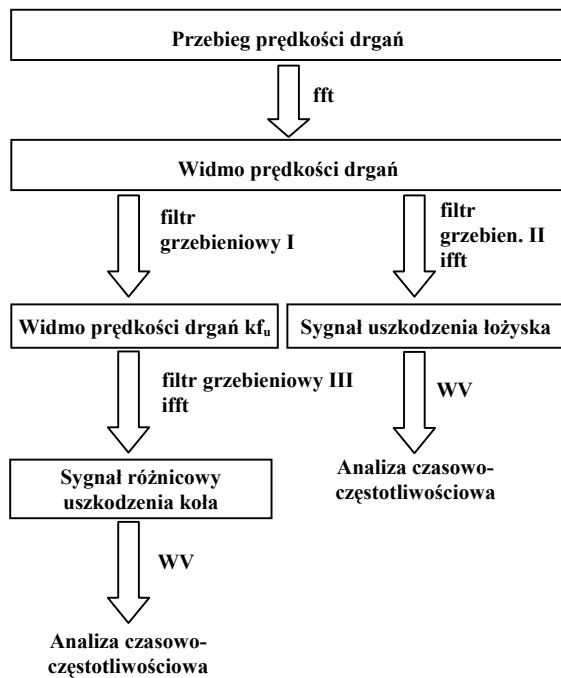 Przebieg prędkości drgań
fft
Widmo prędkości drgań
filtr
grzebieniowy I
filtr
grzebien. II
ifft
Widmo prędkości drgań kfᵤ
Sygnał uszkodzenia łożyska
filtr grzebieniowy III
ifft
WV
Sygnał różnicowy
uszkodzenia koła
Analiza czasowo-
częstotliwościowa
WV
Analiza czasowo-
częstotliwościowa